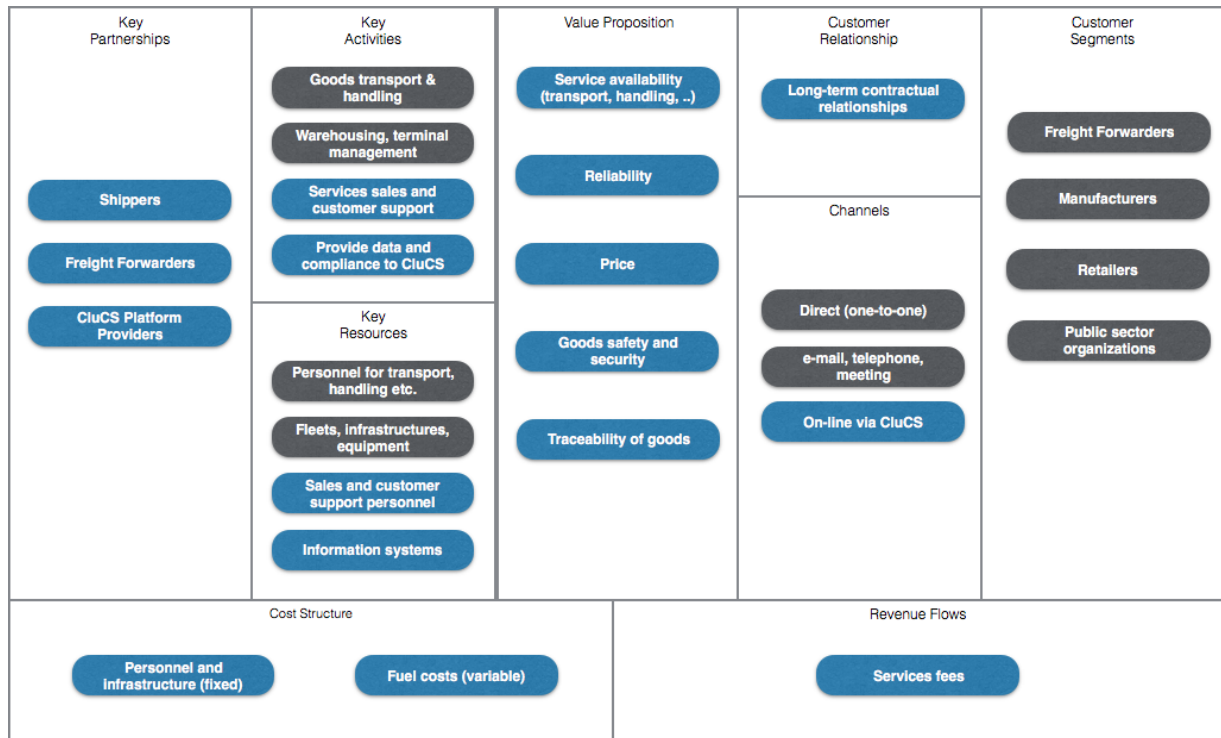 Key
Partnerships
Shippers
Freight Forwarders
CluCS Platform
Providers
Key
Activities
Goods transport &
handling
Warehousing, terminal
management
Services sales and
customer support
Provide data and
compliance to CluCS
Key
Resources
Personnel for transport,
handling etc.
Fleets, infrastructures,
equipment
Sales and customer
support personnel
Information systems
Value Proposition
Service availability
(transport, handling, ..)
Reliability
Price
Goods safety and
security
Traceability of goods
Customer
Relationship
Long-term contractual
relationships
Channels
Direct (one-to-one)
e-mail, telephone,
meeting
On-line via CluCS
Customer
Segments
Freight Forwarders
Manufacturers
Retailers
Public sector
organizations
Cost Structure
Personnel and
infrastructure (fixed)
Fuel costs (variable)
Revenue Flows
Services fees